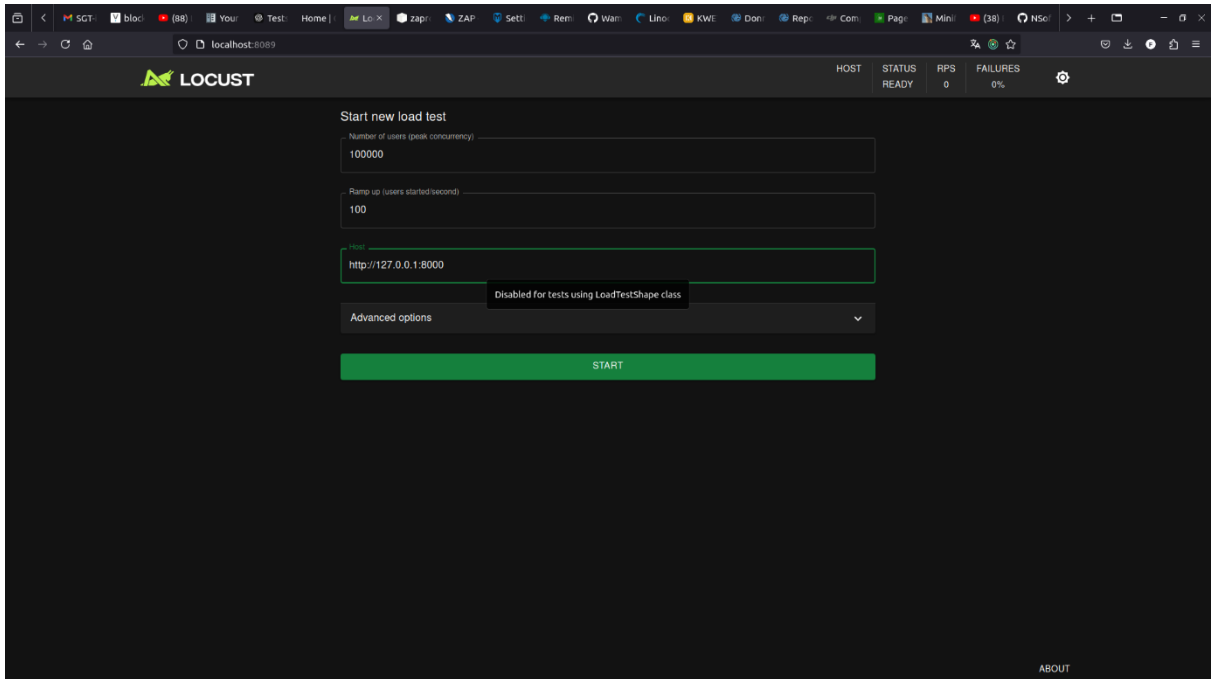 SGT- bloc (88) Your Test: Home | Lo zapr ZAP Setti Rem Wam Lino KWE Don Repo Com Page Mini (38) NSof
localhost:8089
LOCUST
HOST STATUS RPS FAILURES
READY 0 0%
Start new load test
Number of users (peak concurrency)
100000
Ramp up (users started/second)
100
Host
http://127.0.0.1:8000
Disabled for tests using LoadTestShape class
Advanced options
START
ABOUT